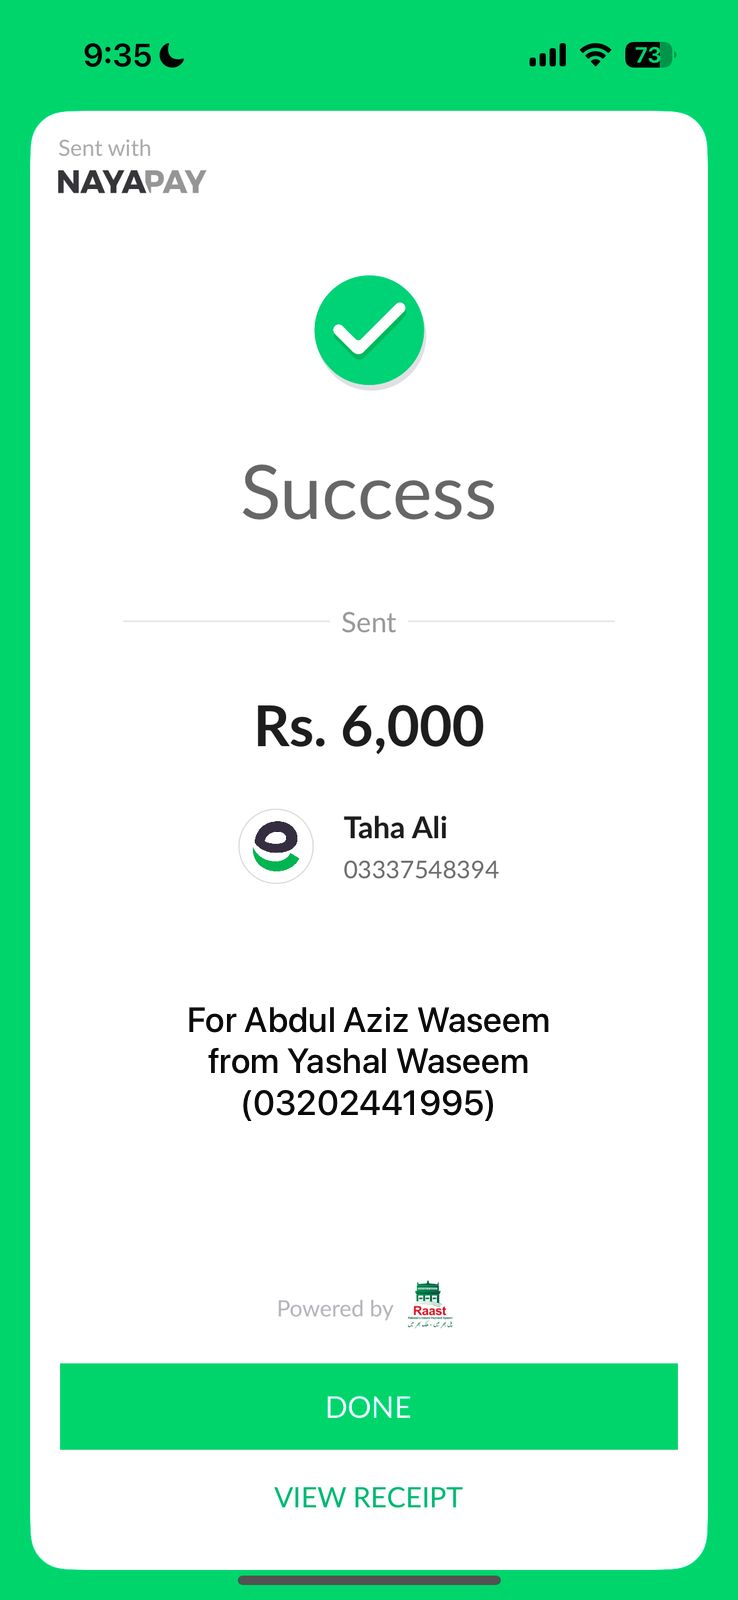 9:35
73
Sent with
NAYAPAY
Success
Sent
Rs. 6,000
Taha Ali
03337548394
For Abdul Aziz Waseem
from Yashal Waseem
(03202441995)
Powered by
Raast
DONE
VIEW RECEIPT